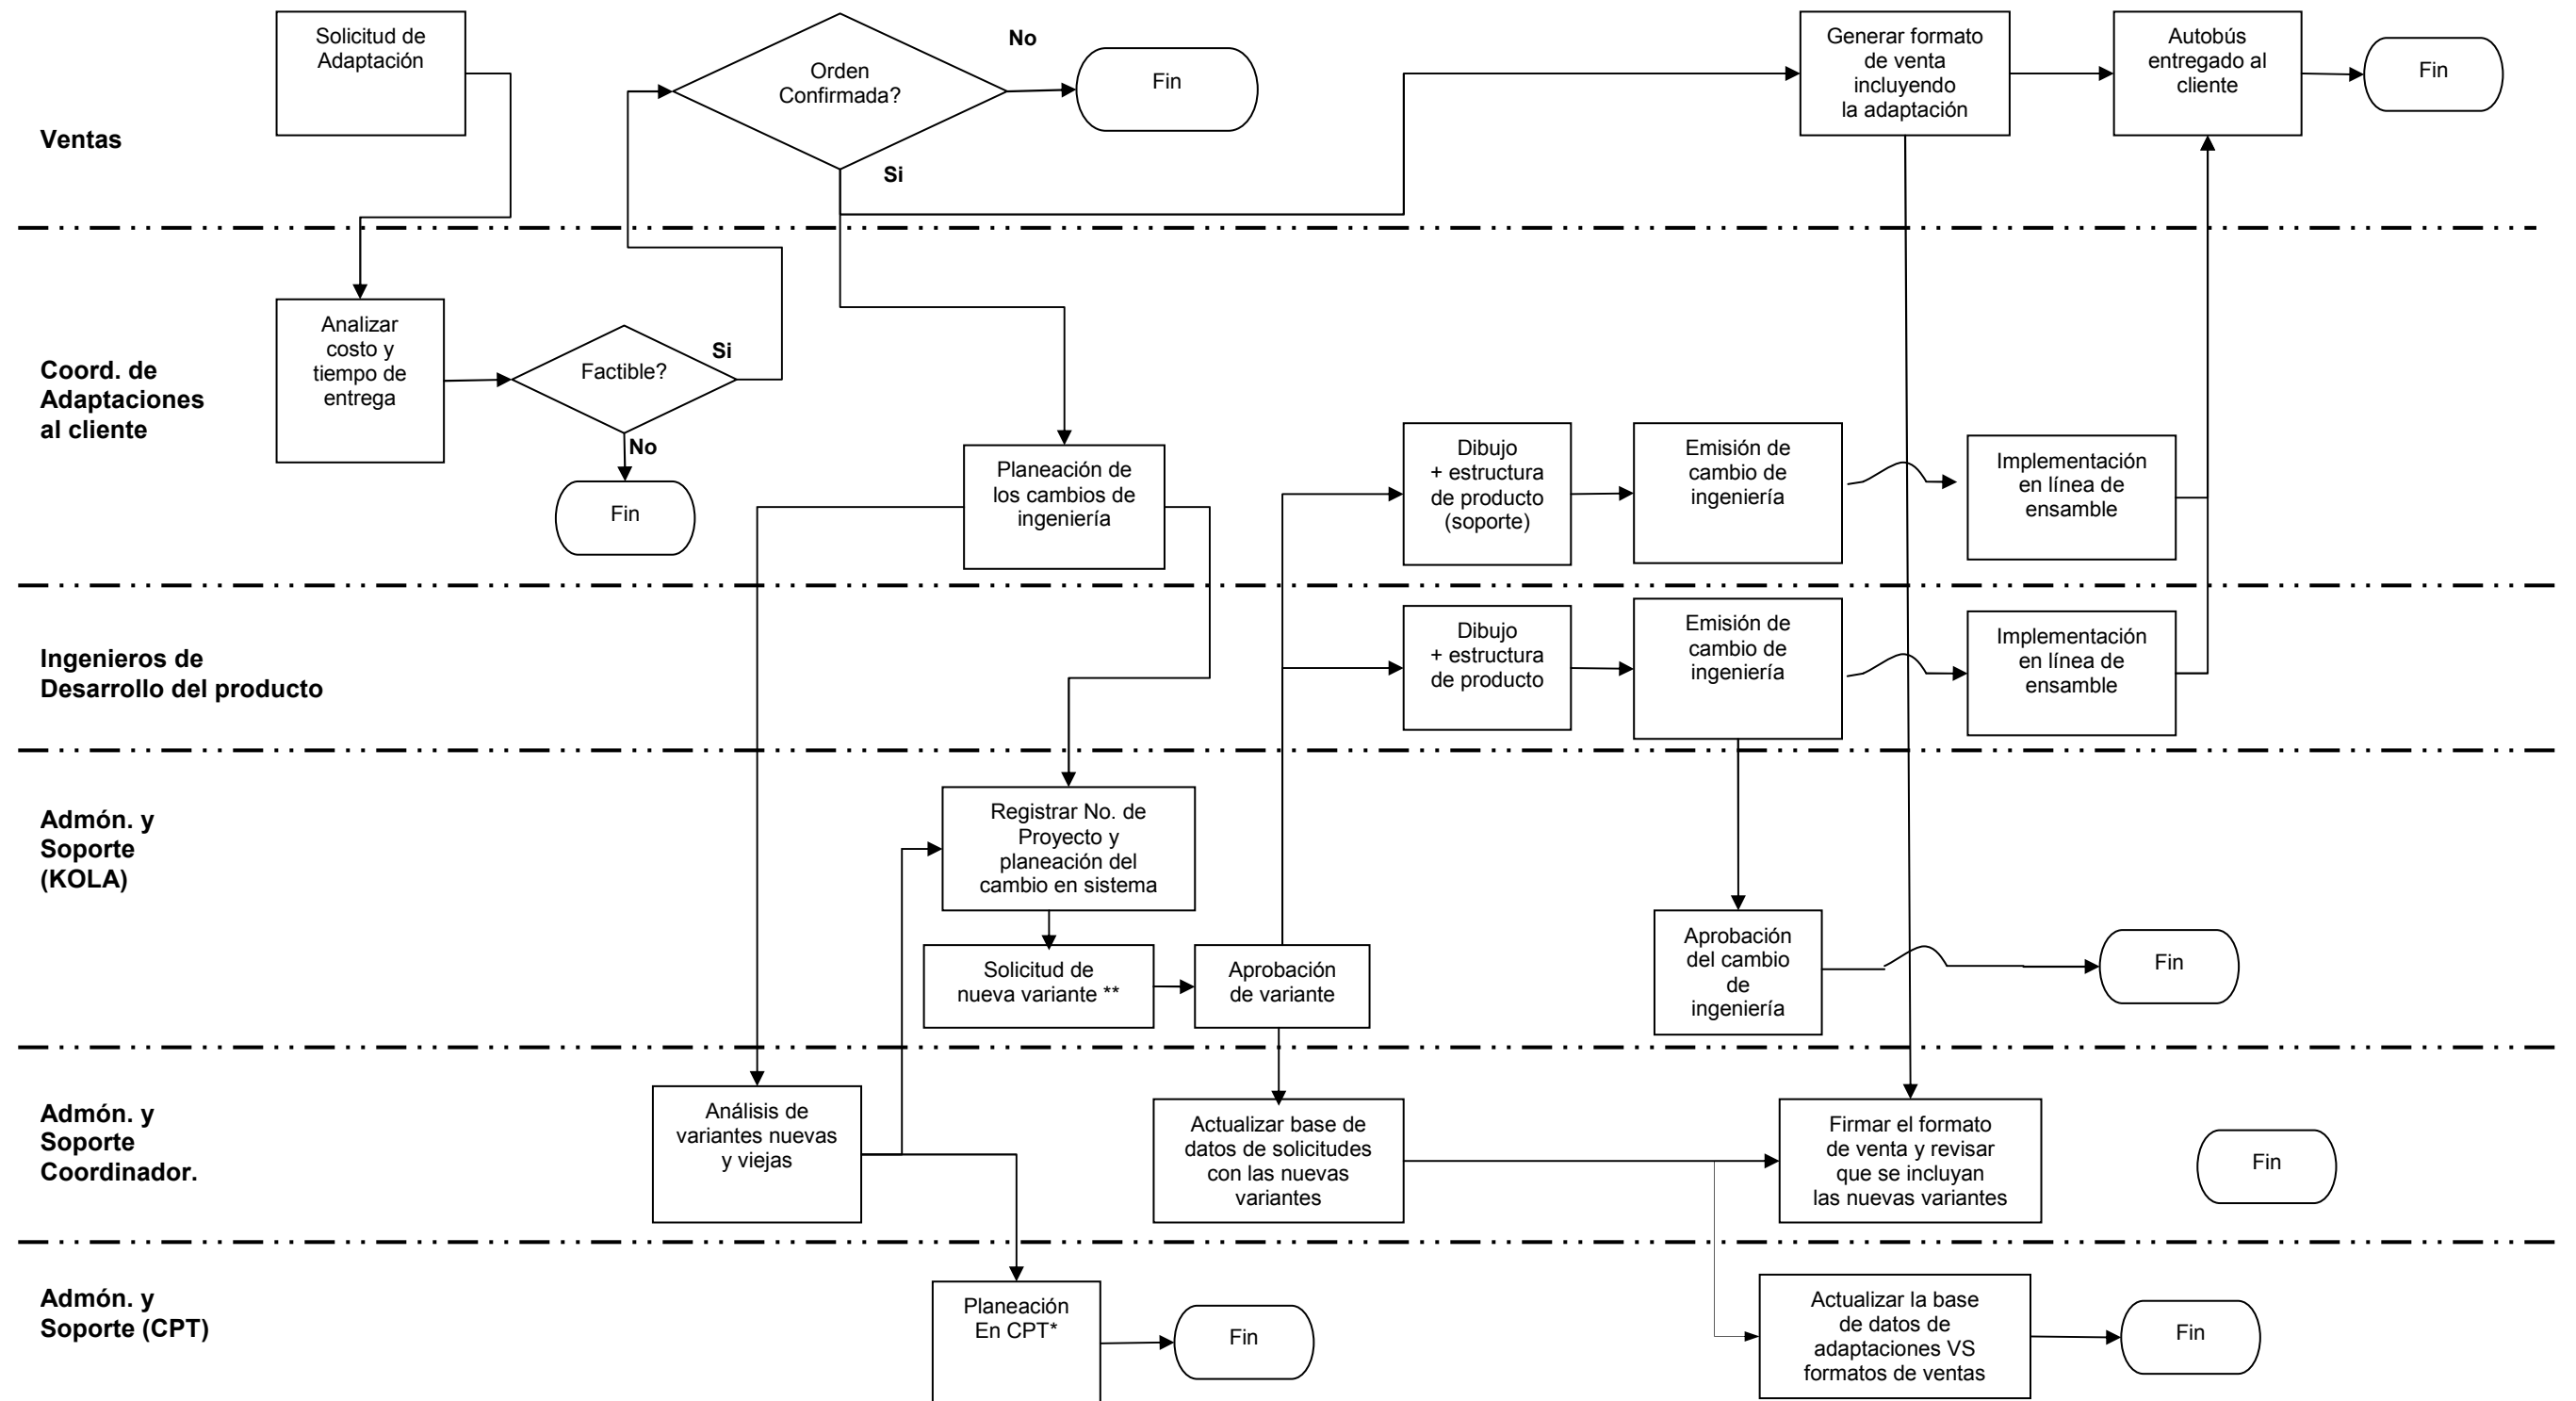 Ventas
Solicitud de
Adaptación
Orden
Confirmada?
No
Fin
Si
Generar formato
de venta
incluyendo
la adaptación
Autobús
entregado al
cliente
Fin
Coord. de
Adaptaciones
al cliente
Analizar
costo y
tiempo de
entrega
Factible?
Si
No
Fin
Planeación de
los cambios de
ingeniería
Dibujo
+ estructura
de producto
(soporte)
Emisión de
cambio de
ingeniería
Implementación
en línea de
ensamble
Ingenieros de
Desarrollo del producto
Dibujo
+ estructura
de producto
Emisión de
cambio de
ingeniería
Implementación
en línea de
ensamble
Admón. y
Soporte
(KOLA)
Registrar No. de
Proyecto y
planeación del
cambio en sistema
Solicitud de
nueva variante **
Aprobación
de variante
Aprobación
del cambio
de
ingeniería
Fin
Admón. y
Soporte
Coordinador.
Análisis de
variantes nuevas
y viejas
Actualizar base de
datos de solicitudes
con las nuevas
variantes
Firmar el formato
de venta y revisar
que se incluyan
las nuevas variantes
Fin
Admón. y
Soporte (CPT)
Planeación
En CPT*
Fin
Actualizar la base
de datos de
adaptaciones VS
formatos de ventas
Fin